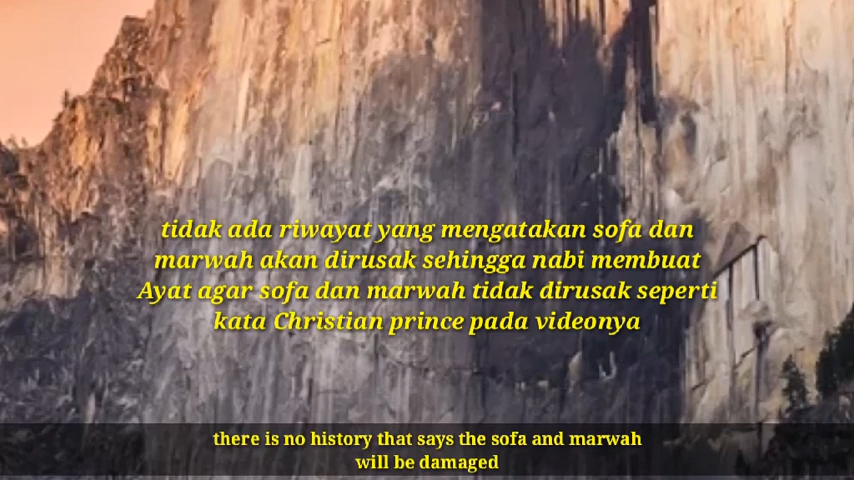 tidak ada riwayat yang mengatakan sofa dan
marwah akan dirusak sehingga nabi membuat
Ayat agar sofa dan marwah tidak dirusak seperti
kata Christian prince pada videonya
there is no history that says the sofa and marwah
will be damaged